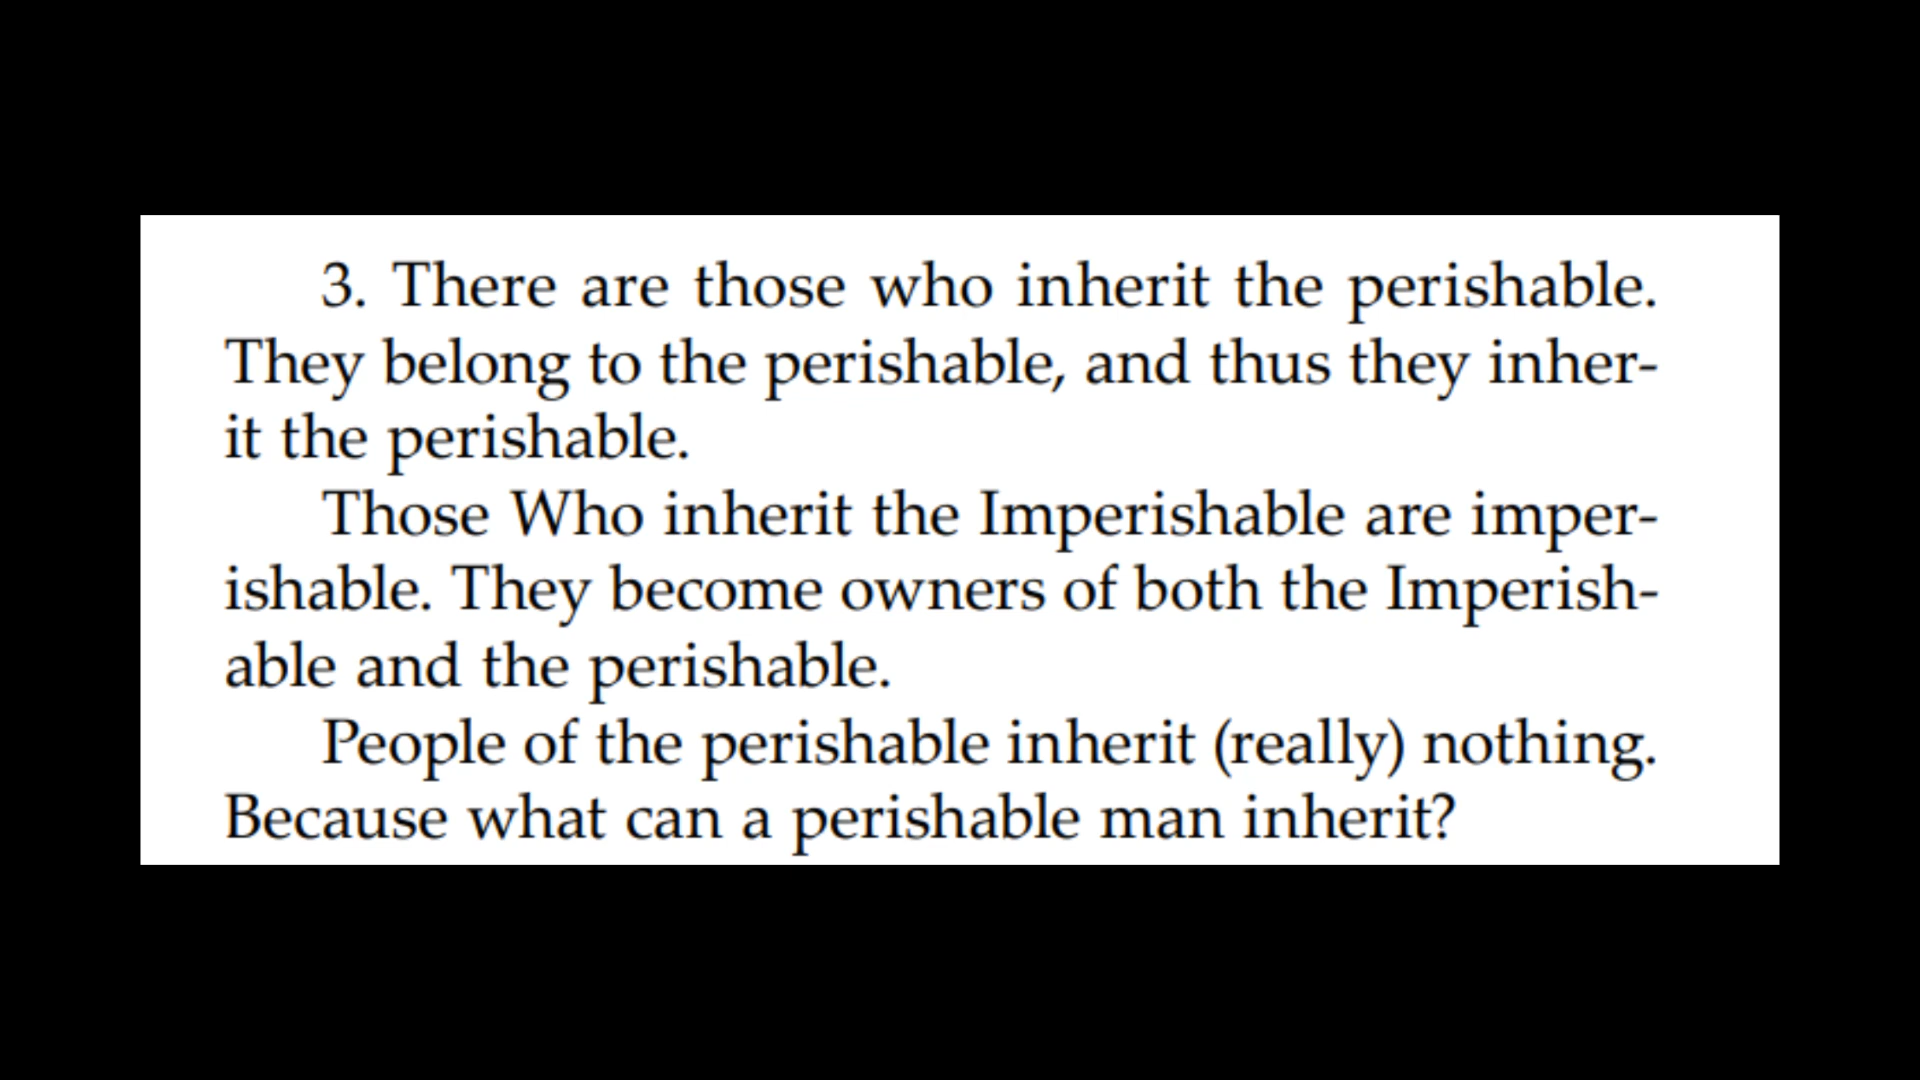 3. There are those who inherit the perishable.
They belong to the perishable, and thus they inher-
it the perishable.
Those Who inherit the Imperishable are imper-
ishable. They become owners of both the Imperish-
able and the perishable.
People of the perishable inherit (really) nothing.
Because what can a perishable man inherit?